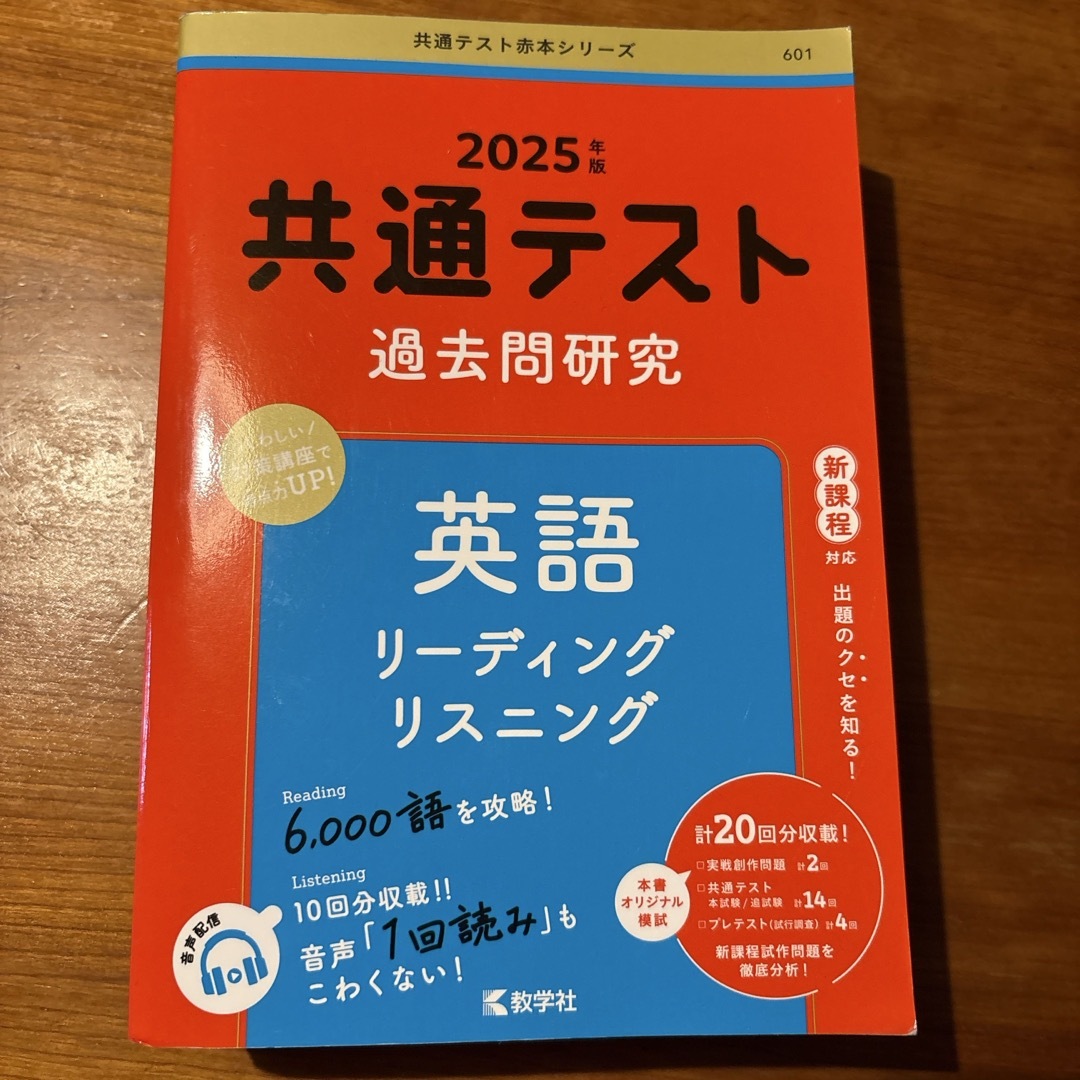 共通テスト赤本シリーズ
601
2025年版
共通テスト
過去問研究
わしい/
講座で
UP!
英語
リーディング
リスニング
新課程
対応
出題のクセを知る!
Reading
6,000語を攻略!
Listening
10回分収載!!
音声「1回読み」も
こわくない!
音声配信
計20回分収載!
□実戦創作問題 計2回
□共通テスト
本試験/追試験 計14回
□プレテスト(試行調査) 計4回
新課程試作問題を
徹底分析!
本書
オリジナル
模試
教学社